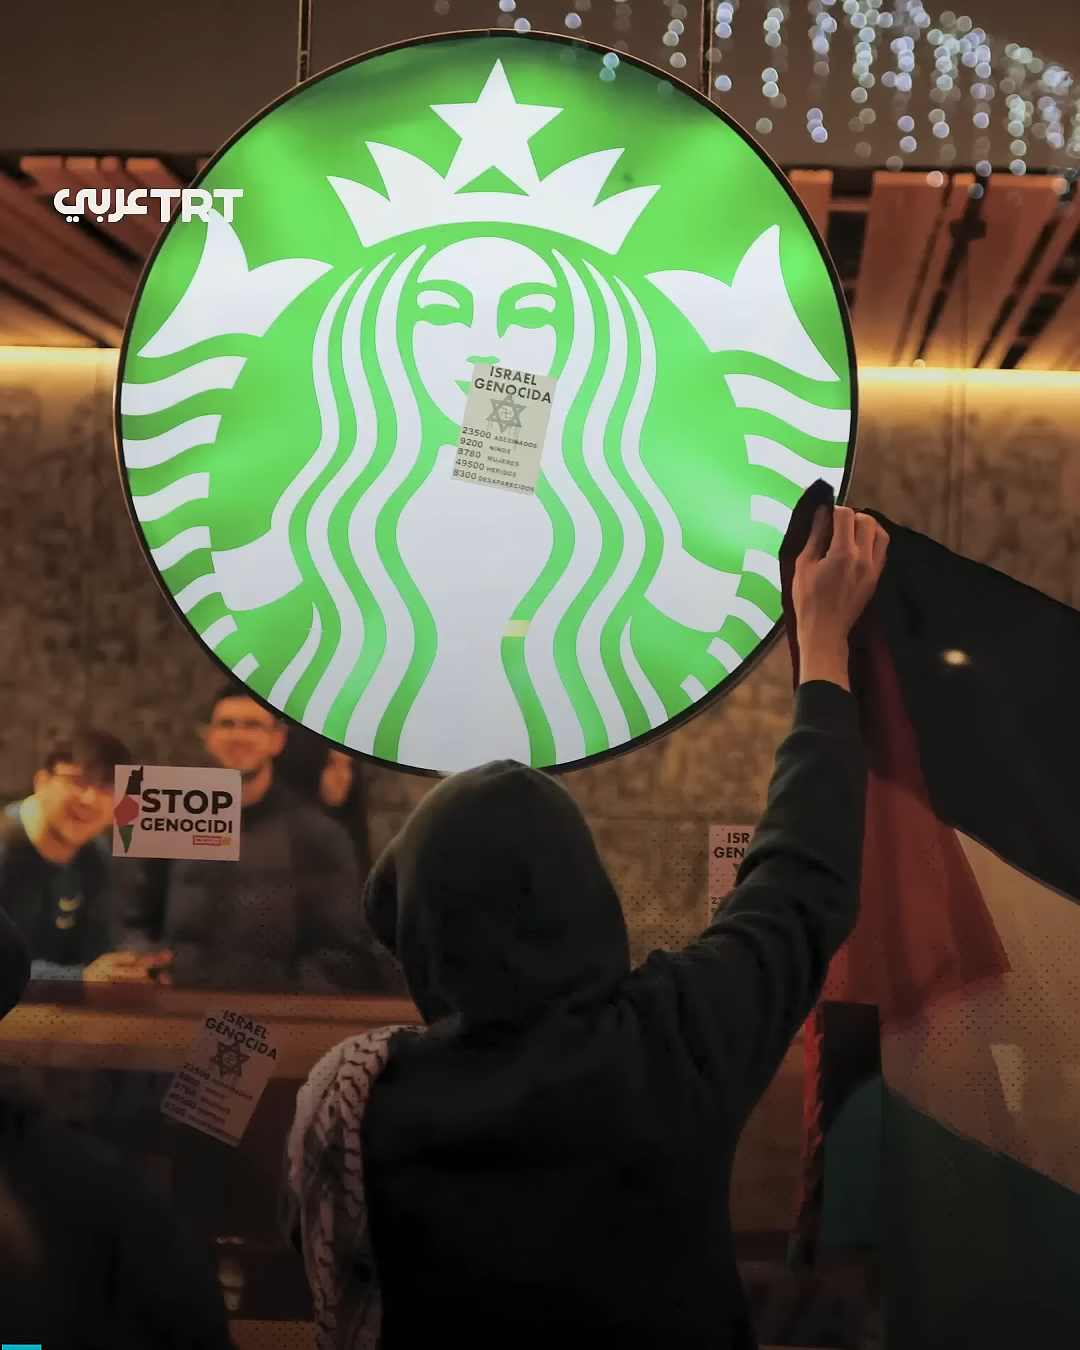 TRT عربي
ISRAEL
GENOCIDA
23500 ASESINADOS
9200 NIÑOS
8780 MUJERES
49500 HERIDOS
8300 DESAPARECIDOS
STOP
GENOCIDI
ISRAEL
GENOCIDA